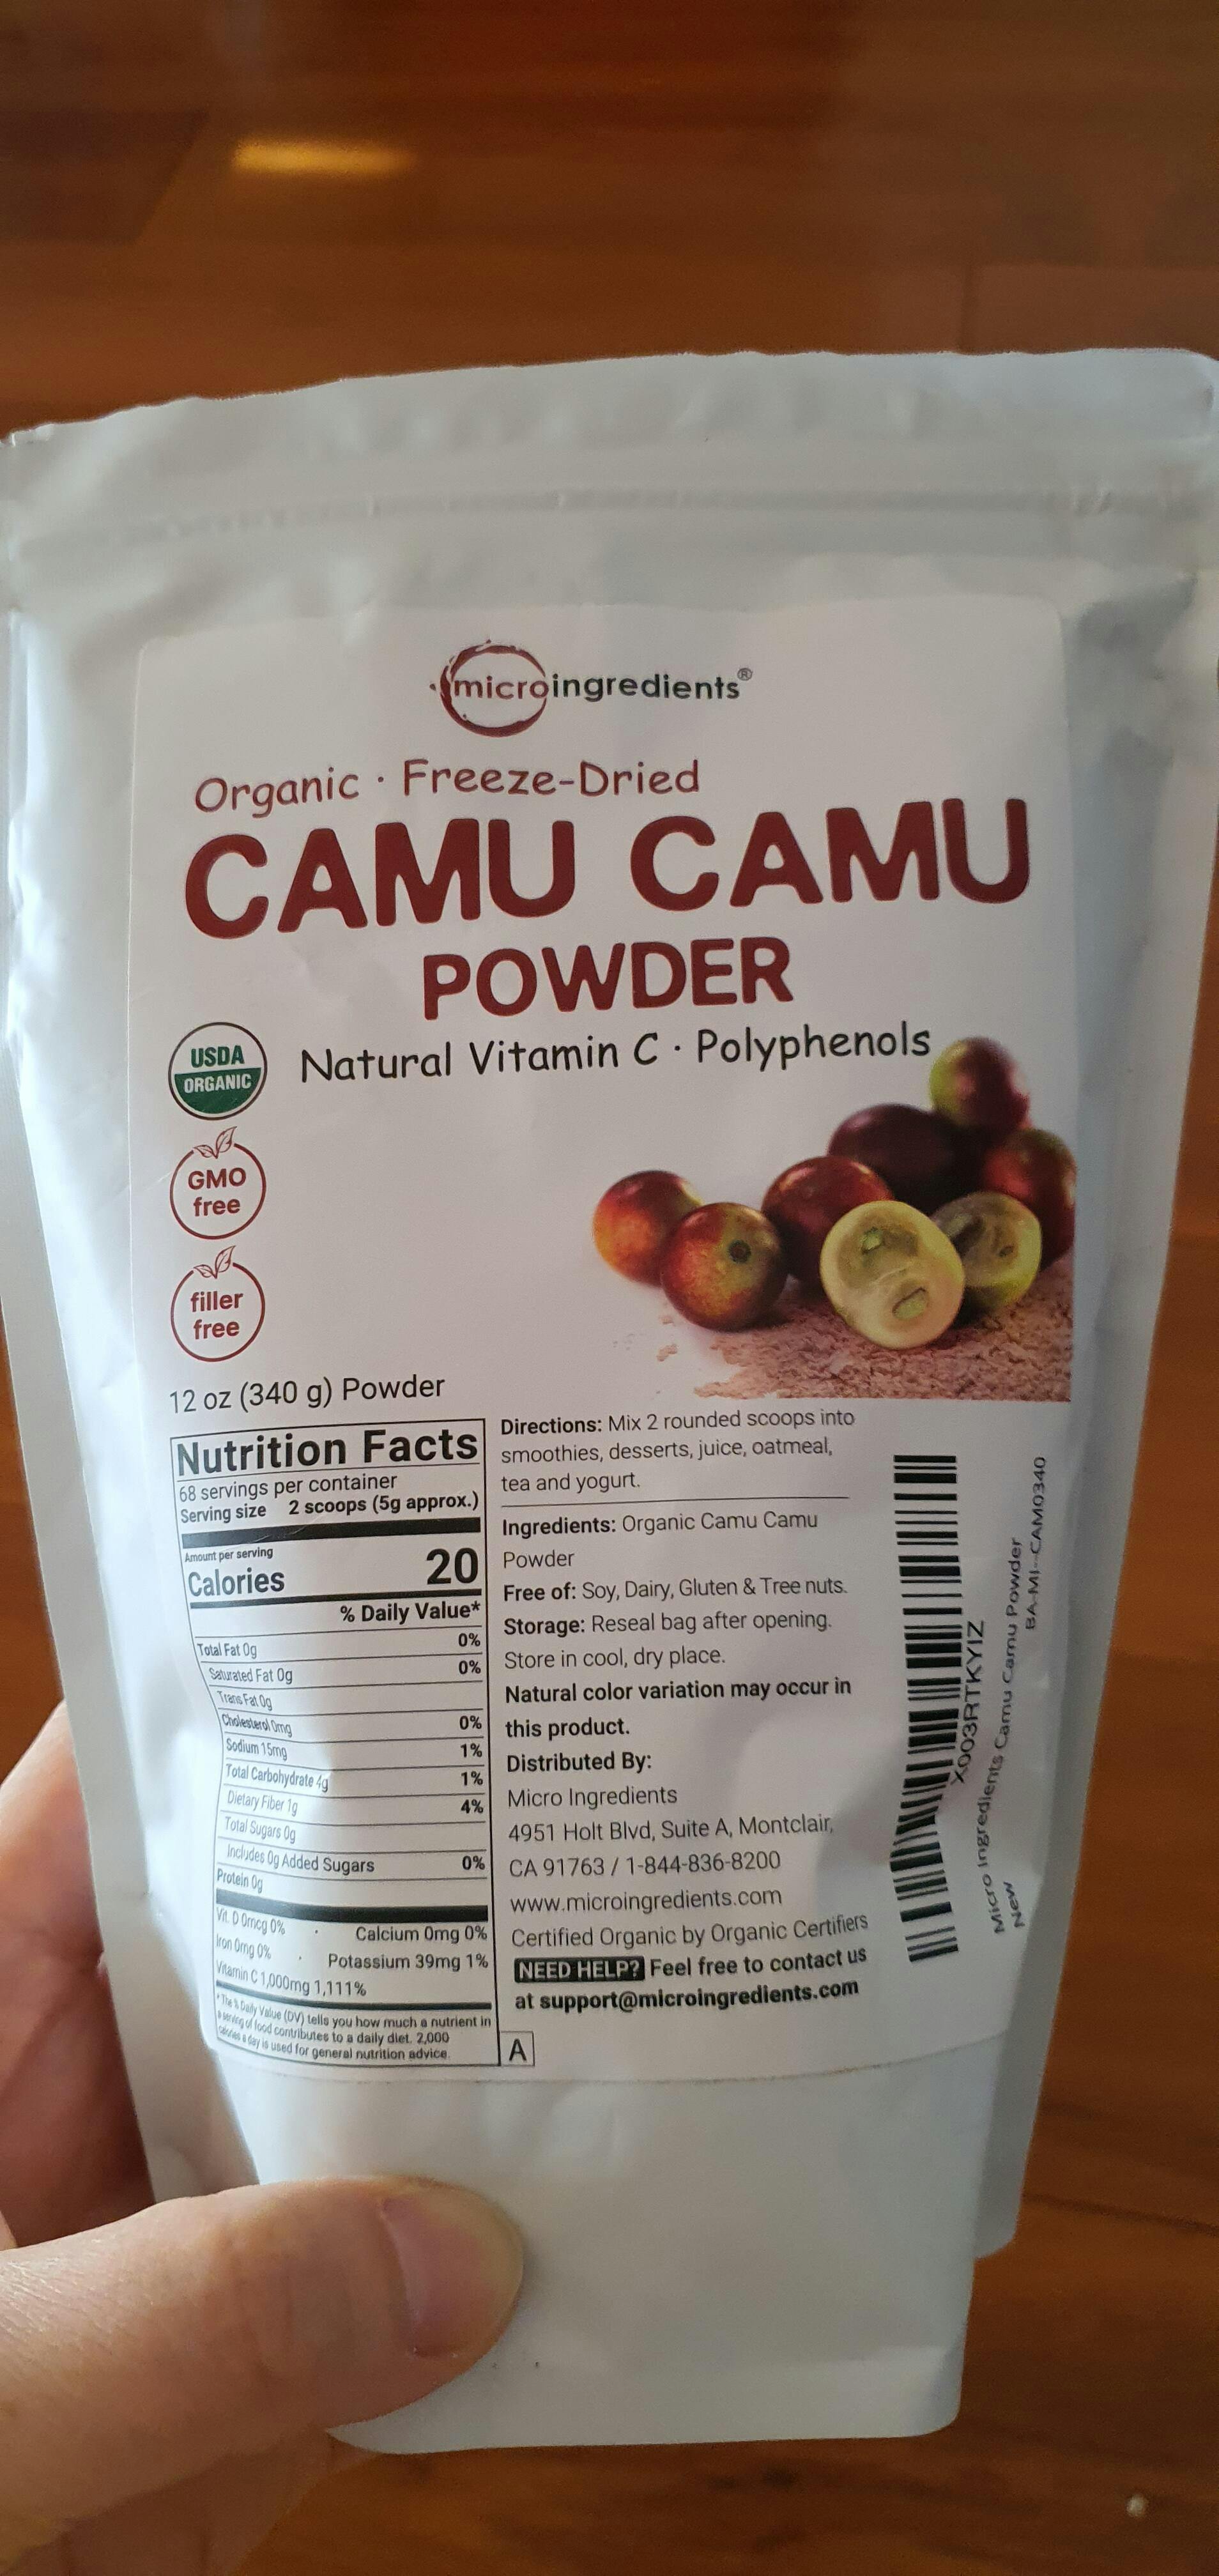 microingredients®
Organic · Freeze-Dried
CAMU CAMU
POWDER
Natural Vitamin C · Polyphenols
USDA
ORGANIC
GMO
free
filler
free
12 oz (340 g) Powder
Nutrition Facts
68 servings per container
Serving size 2 scoops (5g approx.)
Amount per serving
Calories 20
% Daily Value*
Total Fat 0g 0%
Saturated Fat 0g 0%
Trans Fat 0g
Cholesterol 0mg 0%
Sodium 15mg 1%
Total Carbohydrate 4g 1%
Dietary Fiber 1g 4%
Total Sugars 0g
Includes 0g Added Sugars 0%
Protein 0g
Vit. D 0mcg 0% · Calcium 0mg 0%
Iron 0mg 0% · Potassium 39mg 1%
Vitamin C 1,000mg 1,111%
*The % Daily Value (DV) tells you how much a nutrient in
a serving of food contributes to a daily diet. 2,000
calories a day is used for general nutrition advice.
Directions: Mix 2 rounded scoops into
smoothies, desserts, juice, oatmeal,
tea and yogurt.
Ingredients: Organic Camu Camu
Powder
Free of: Soy, Dairy, Gluten & Tree nuts.
Storage: Reseal bag after opening.
Store in cool, dry place.
Natural color variation may occur in
this product.
Distributed By:
Micro Ingredients
4951 Holt Blvd, Suite A, Montclair,
CA 91763 / 1-844-836-8200
www.microingredients.com
Certified Organic by Organic Certifiers
NEED HELP? Feel free to contact us
at support@microingredients.com
A
X003RTKYIZ
Micro Ingredients Camu Camu Powder
New
BA-MI--CAM0340